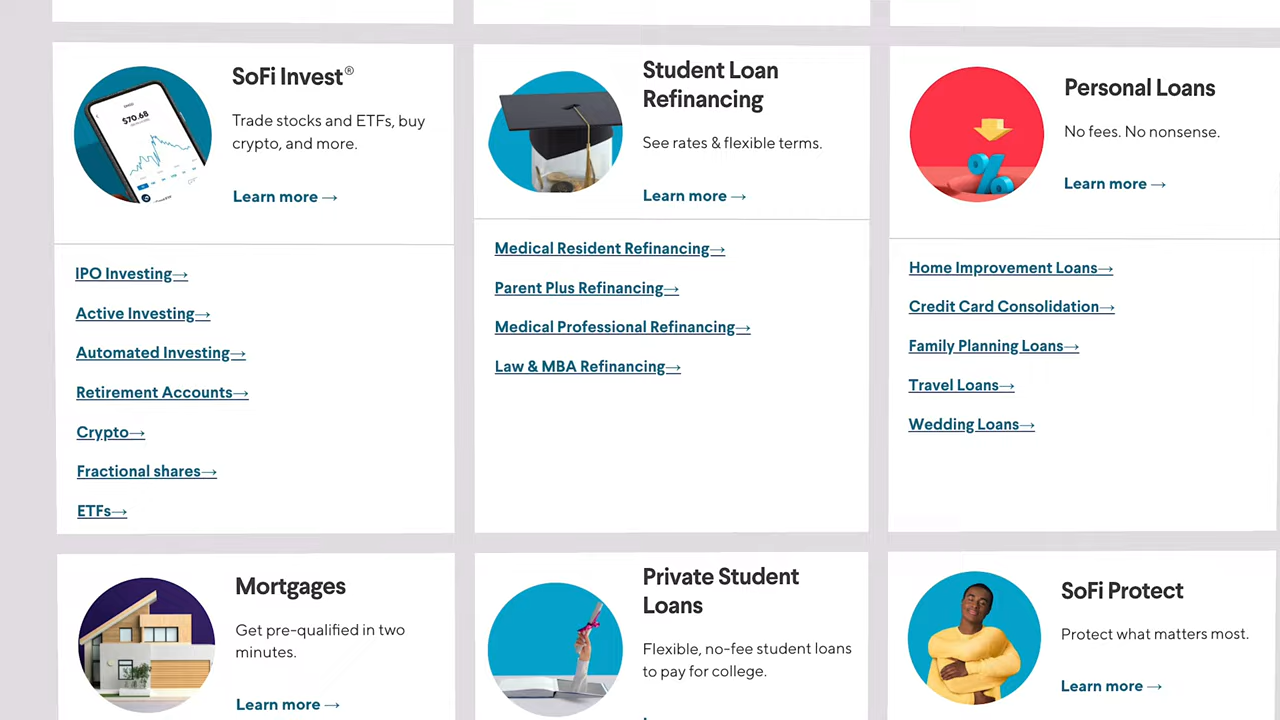 SoFi Invest®
Trade stocks and ETFs, buy
crypto, and more.
Learn more →
IPO Investing→
Active Investing→
Automated Investing→
Retirement Accounts→
Crypto→
Fractional shares→
ETFs→
Student Loan
Refinancing
See rates & flexible terms.
Learn more →
Medical Resident Refinancing→
Parent Plus Refinancing→
Medical Professional Refinancing→
Law & MBA Refinancing→
Personal Loans
No fees. No nonsense.
Learn more →
Home Improvement Loans→
Credit Card Consolidation→
Family Planning Loans→
Travel Loans→
Wedding Loans→
Mortgages
Get pre-qualified in two
minutes.
Learn more →
Private Student
Loans
Flexible, no-fee student loans
to pay for college.
SoFi Protect
Protect what matters most.
Learn more →
$70.68
%